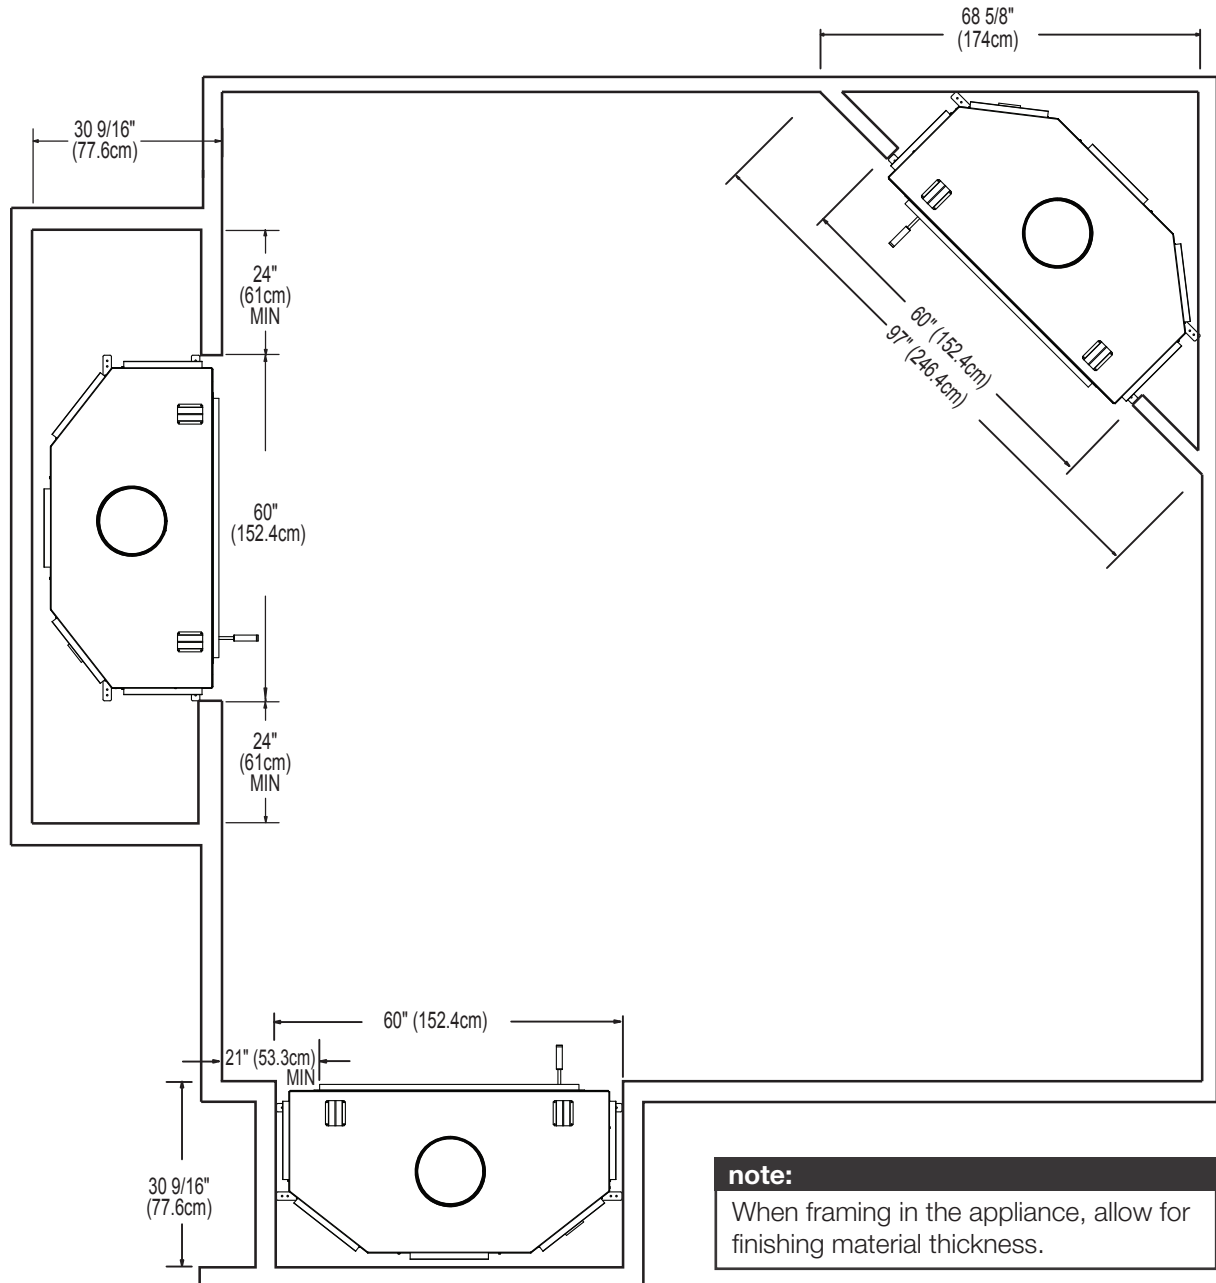 68 5/8"
(174cm)
30 9/16"
(77.6cm)
24"
(61cm)
MIN
60" (152.4cm)
97" (246.4cm)
60"
(152.4cm)
24"
(61cm)
MIN
60" (152.4cm)
21" (53.3cm)
MIN
30 9/16"
(77.6cm)
note:
When framing in the appliance, allow for
finishing material thickness.